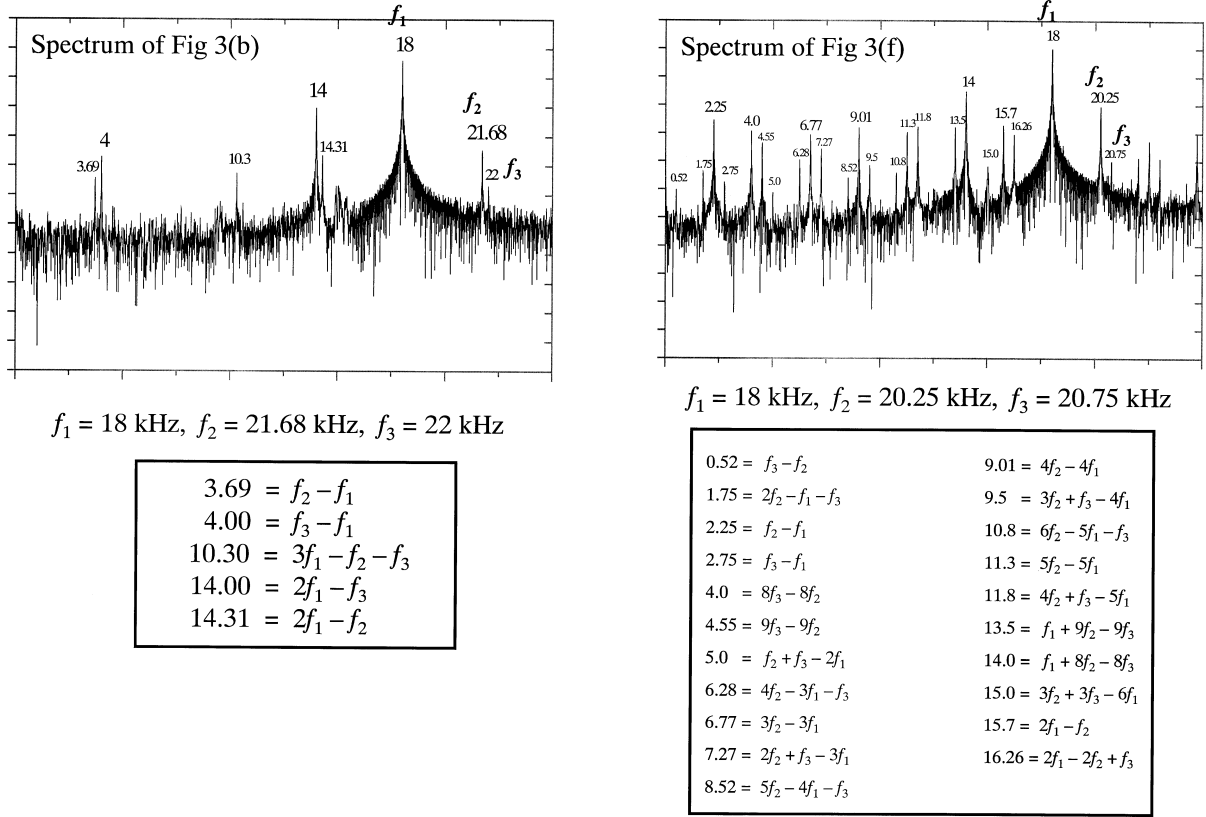 f₁
Spectrum of Fig 3(b)
18
14
f₂
21.68
4
3.69
10.3
14.31
22 f₃
f₁ = 18 kHz, f₂ = 21.68 kHz, f₃ = 22 kHz
3.69 = f₂ – f₁
4.00 = f₃ – f₁
10.30 = 3f₁ – f₂ – f₃
14.00 = 2f₁ – f₃
14.31 = 2f₁ – f₂
f₁
Spectrum of Fig 3(f)
18
14
f₂
20.25
2.25
4.0
6.77
9.01
11.3
11.8
13.5
15.7
16.26
f₃
20.75
0.52
1.75
2.75
4.55
5.0
6.28
7.27
8.52
9.5
10.8
15.0
f₁ = 18 kHz, f₂ = 20.25 kHz, f₃ = 20.75 kHz
0.52 = f₃ – f₂
1.75 = 2f₂ – f₁ – f₃
2.25 = f₂ – f₁
2.75 = f₃ – f₁
4.0 = 8f₃ – 8f₂
4.55 = 9f₃ – 9f₂
5.0 = f₂ + f₃ – 2f₁
6.28 = 4f₂ – 3f₁ – f₃
6.77 = 3f₂ – 3f₁
7.27 = 2f₂ + f₃ – 3f₁
8.52 = 5f₂ – 4f₁ – f₃
9.01 = 4f₂ – 4f₁
9.5 = 3f₂ + f₃ – 4f₁
10.8 = 6f₂ – 5f₁ – f₃
11.3 = 5f₂ – 5f₁
11.8 = 4f₂ + f₃ – 5f₁
13.5 = f₁ + 9f₂ – 9f₃
14.0 = f₁ + 8f₂ – 8f₃
15.0 = 3f₂ + 3f₃ – 6f₁
15.7 = 2f₁ – f₂
16.26 = 2f₁ – 2f₂ + f₃